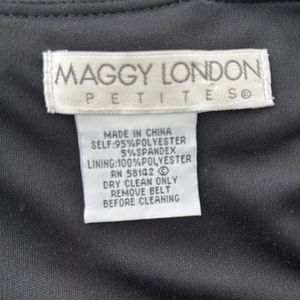 MAGGY LONDON
PETITES©
MADE IN CHINA
SELF:95%POLYESTER
5%SPANDEX
LINING:100%POLYESTER
RN 58142 ©
DRY CLEAN ONLY
REMOVE BELT
BEFORE CLEANING